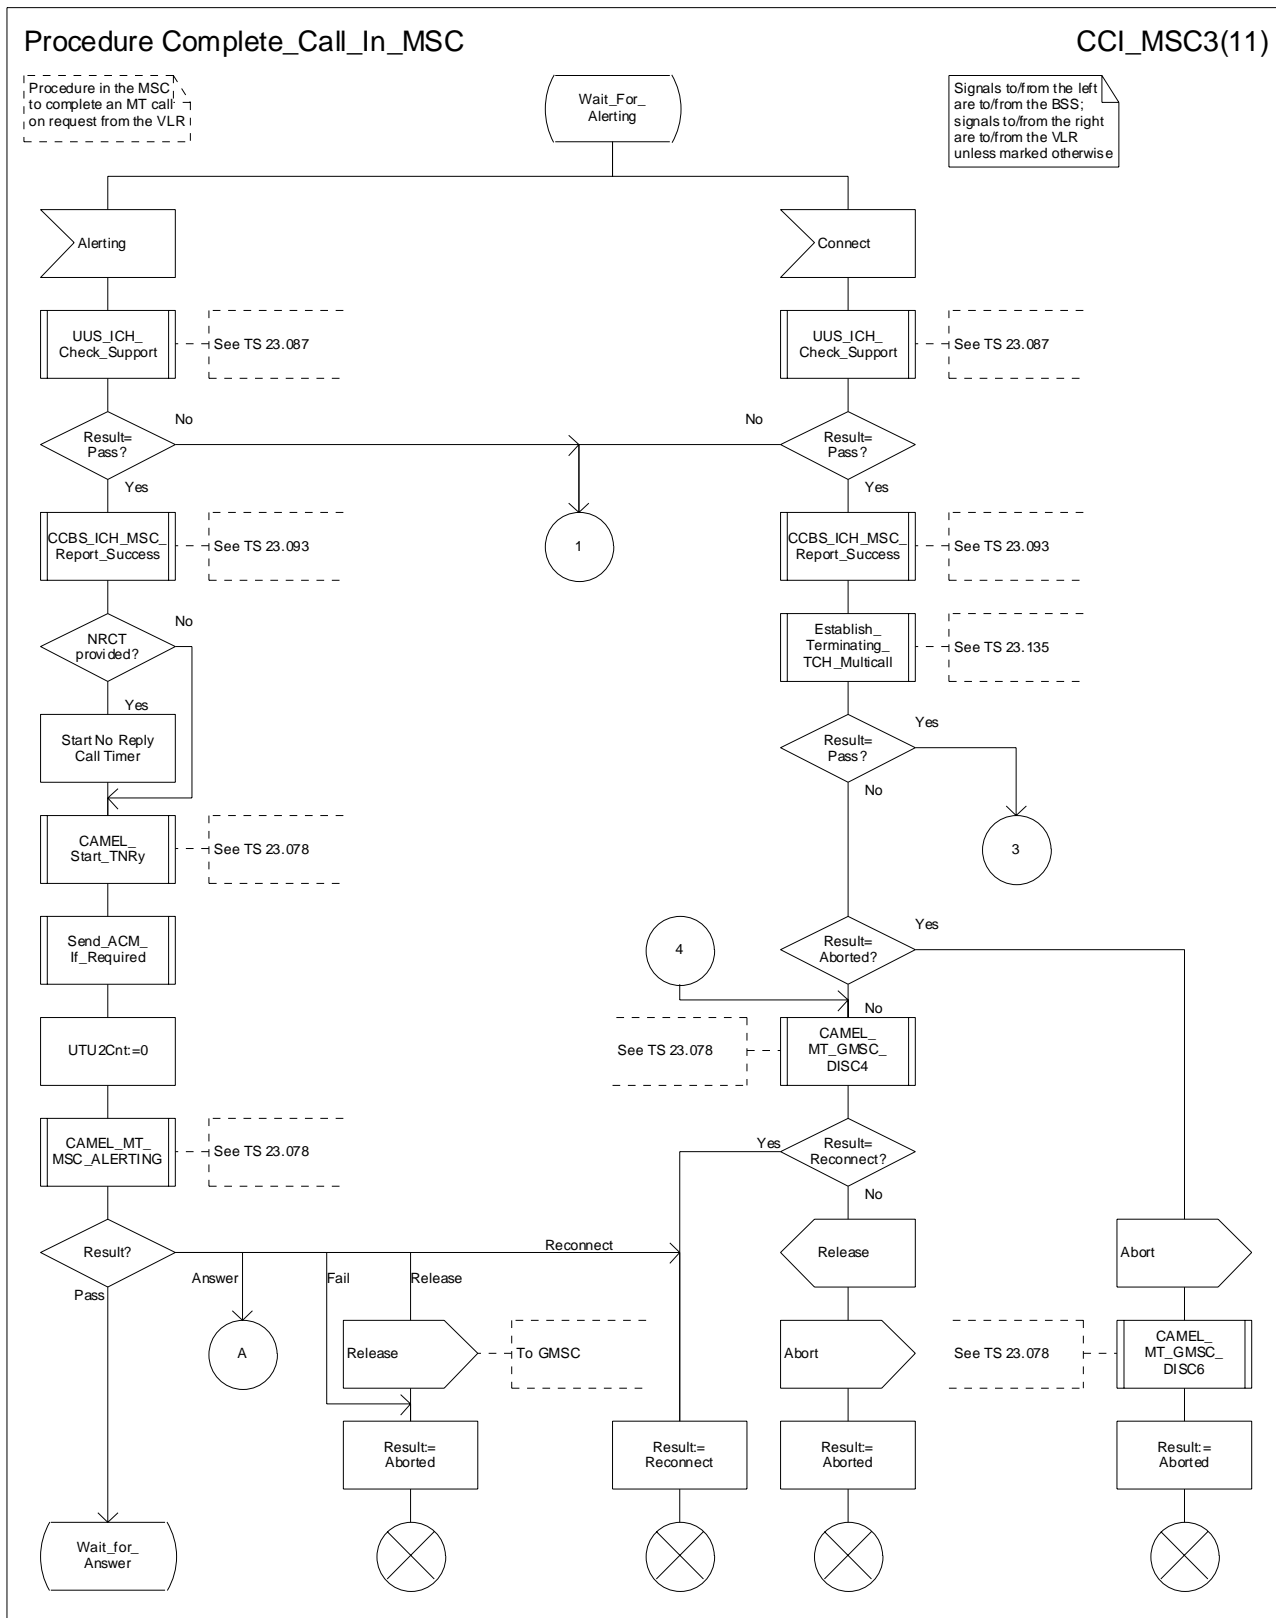 Procedure Complete_Call_In_MSC
CCI_MSC3(11)
Procedure in the MSC
to complete an MT call
on request from the VLR
Wait_For_
Alerting
Signals to/from the left
are to/from the BSS;
signals to/from the right
are to/from the VLR
unless marked otherwise
Alerting
Connect
UUS_ICH_
Check_Support
See TS 23.087
UUS_ICH_
Check_Support
See TS 23.087
No
No
Result=
Pass?
Result=
Pass?
Yes
Yes
CCBS_ICH_MSC_
Report_Success
See TS 23.093
1
CCBS_ICH_MSC_
Report_Success
See TS 23.093
No
NRCT
provided?
Establish_
Terminating_
TCH_Multicall
See TS 23.135
Yes
Yes
Start No Reply
Call Timer
Result=
Pass?
No
CAMEL_
Start_TNRy
See TS 23.078
3
Send_ACM_
If_Required
4
Result=
Aborted?
Yes
No
UTU2Cnt:=0
See TS 23.078
CAMEL_
MT_GMSC_
DISC4
CAMEL_MT_
MSC_ALERTING
See TS 23.078
Yes
Result=
Reconnect?
No
Result?
Reconnect
Release
Abort
Pass
Answer
Fail
Release
A
Release
To GMSC
Abort
See TS 23.078
CAMEL_
MT_GMSC_
DISC6
Result:=
Aborted
Result:=
Reconnect
Result:=
Aborted
Result:=
Aborted
Wait_for_
Answer